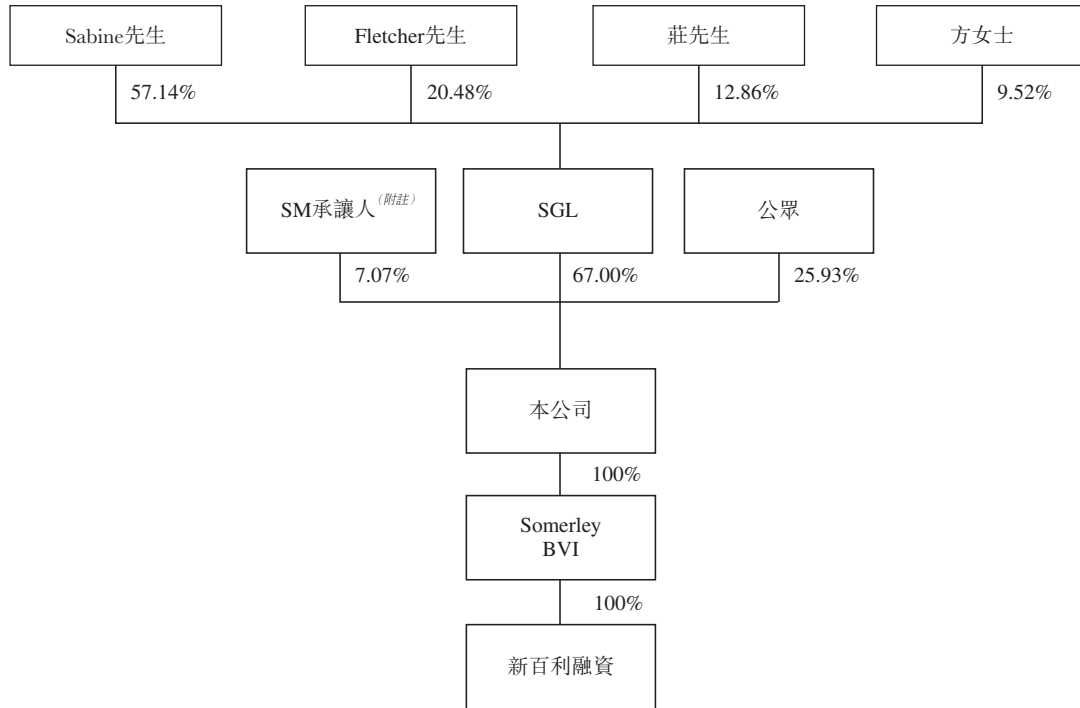 Sabine先生
Fletcher先生
莊先生
方女士
57.14%
20.48%
12.86%
9.52%
SM承讓人(附註)
SGL
公眾
7.07%
67.00%
25.93%
本公司
100%
Somerley
BVI
100%
新百利融資